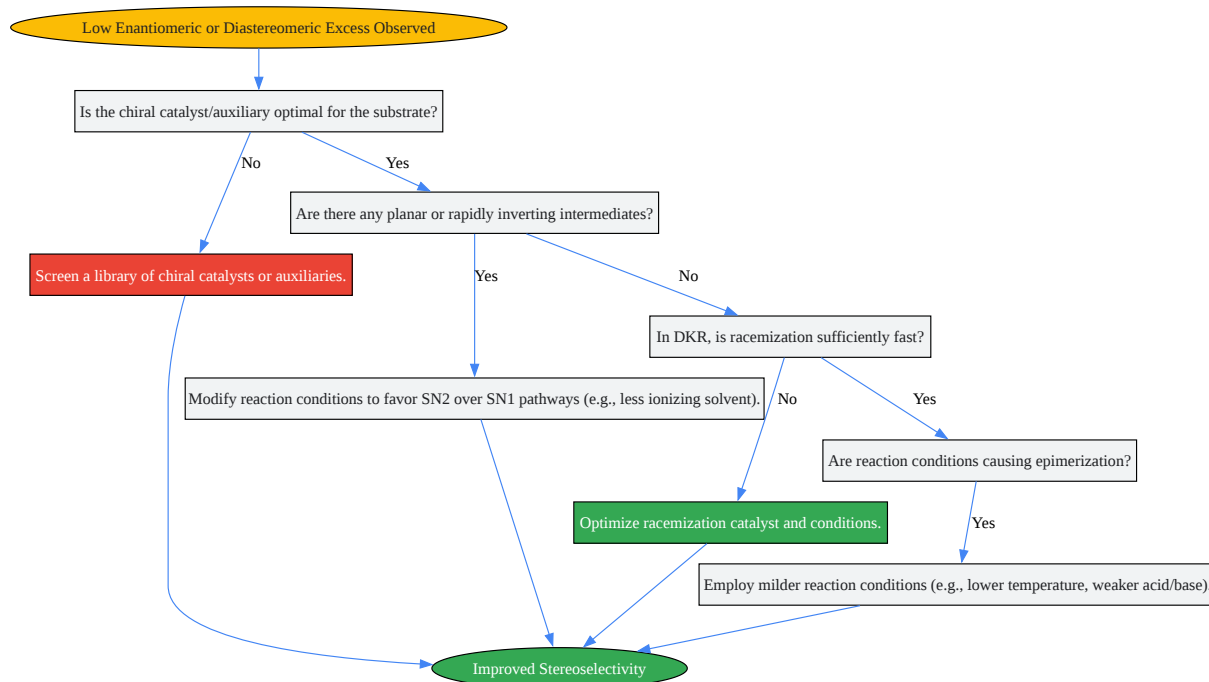 Low Enantiomeric or Diastereomeric Excess Observed
Is the chiral catalyst/auxiliary optimal for the substrate?
No
Yes
Are there any planar or rapidly inverting intermediates?
Screen a library of chiral catalysts or auxiliaries.
Yes
No
In DKR, is racemization sufficiently fast?
Modify reaction conditions to favor SN2 over SN1 pathways (e.g., less ionizing solvent).
No
Yes
Are reaction conditions causing epimerization?
Optimize racemization catalyst and conditions.
Yes
Employ milder reaction conditions (e.g., lower temperature, weaker acid/base).
Improved Stereoselectivity